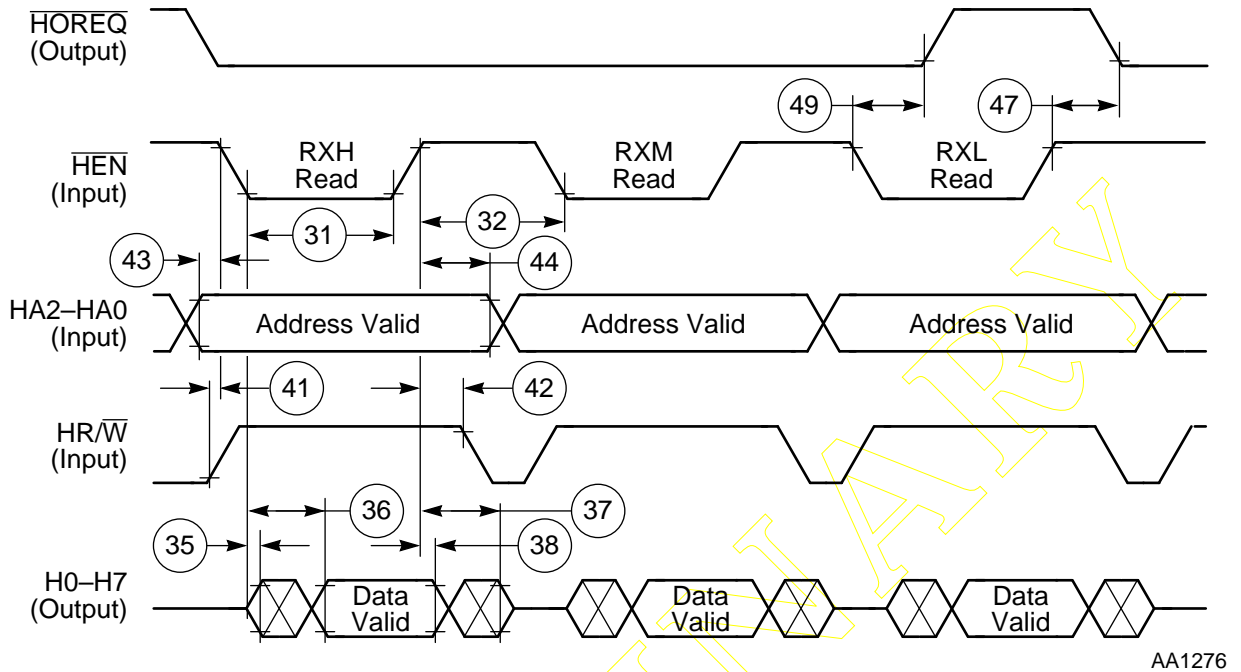 HOREQ
(Output)
49
47
HEN
(Input)
RXH
Read
RXM
Read
RXL
Read
31
32
43
44
HA2–HA0
(Input)
Address Valid
Address Valid
Address Valid
41
42
HR/W
(Input)
36
37
35
38
H0–H7
(Output)
Data
Valid
Data
Valid
Data
Valid
N A R Y
AA1276